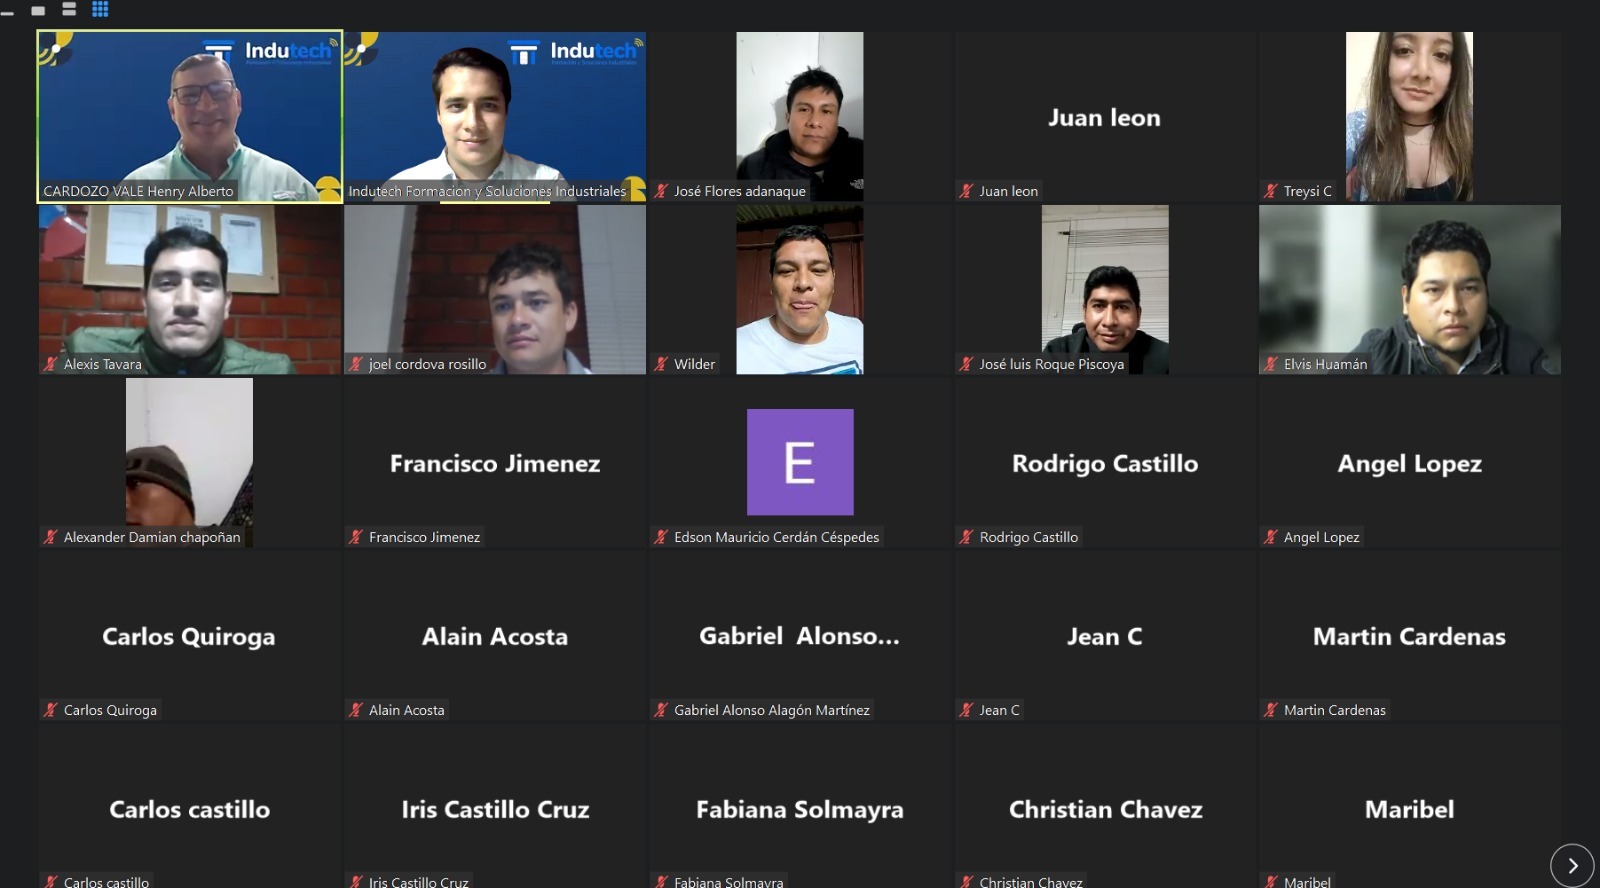 Indutech
Indutech
CARDOZO VALE Henry Alberto
Indutech Formación y Soluciones Industriales
José Flores adanaque
Juan leon
Juan leon
Treysi C
Alexis Tavara
joel cordova rosillo
Wilder
José luis Roque Piscoya
Elvis Huamán
Alexander Damian chapoñan
Francisco Jimenez
Francisco Jimenez
E
Edson Mauricio Cerdán Céspedes
Rodrigo Castillo
Rodrigo Castillo
Angel Lopez
Angel Lopez
Carlos Quiroga
Carlos Quiroga
Alain Acosta
Alain Acosta
Gabriel Alonso...
Gabriel Alonso Alagón Martínez
Jean C
Jean C
Martin Cardenas
Martin Cardenas
Carlos castillo
Carlos castillo
Iris Castillo Cruz
Iris Castillo Cruz
Fabiana Solmayra
Fabiana Solmayra
Christian Chavez
Christian Chavez
Maribel
Maribel